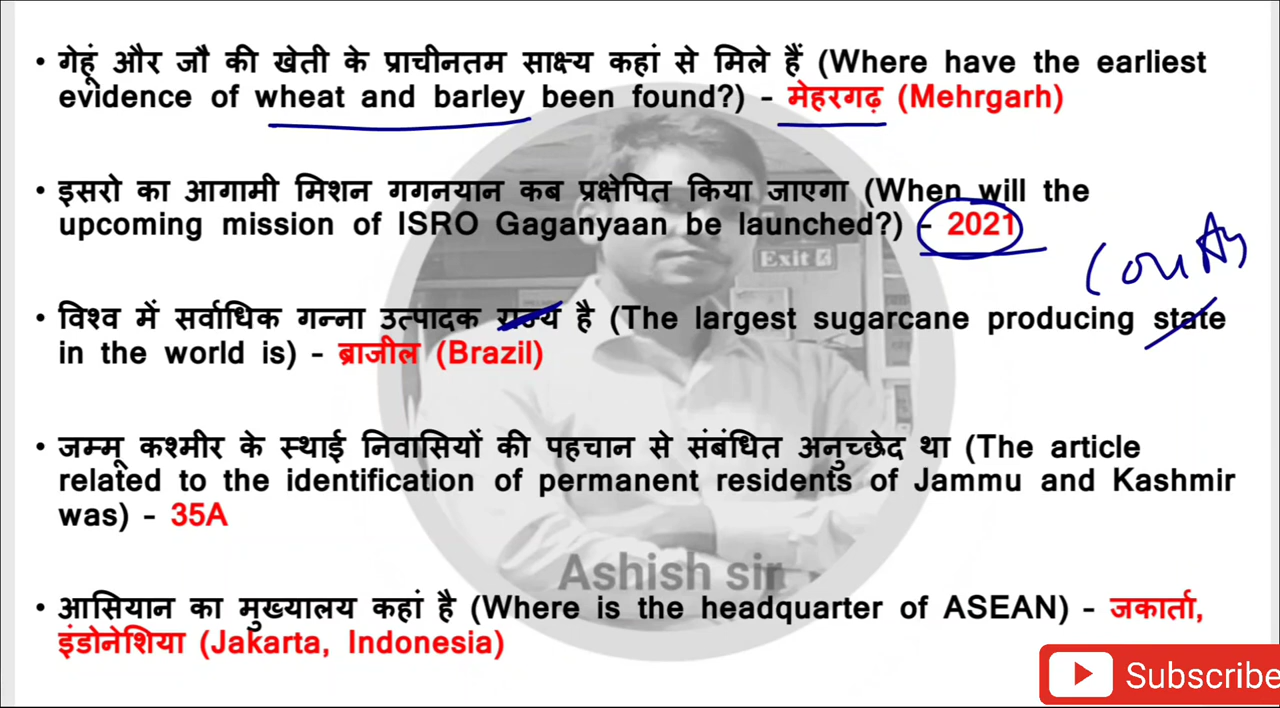 • गेहूं और जौ की खेती के प्राचीनतम साक्ष्य कहां से मिले हैं (Where have the earliest
evidence of wheat and barley been found?) - मेहरगढ़ (Mehrgarh)
• इसरो का आगामी मिशन गगनयान कब प्रक्षेपित किया जाएगा (When will the
upcoming mission of ISRO Gaganyaan be launched?) - 2021
Exit
• विश्व में सर्वाधिक गन्ना उत्पादक राज्य है (The largest sugarcane producing state
in the world is) - ब्राजील (Brazil)
• जम्मू कश्मीर के स्थाई निवासियों की पहचान से संबंधित अनुच्छेद था (The article
related to the identification of permanent residents of Jammu and Kashmir
was) - 35A
Ashish sir
• आसियान का मुख्यालय कहां है (Where is the headquarter of ASEAN) - जकार्ता,
इंडोनेशिया (Jakarta, Indonesia)
Subscribe